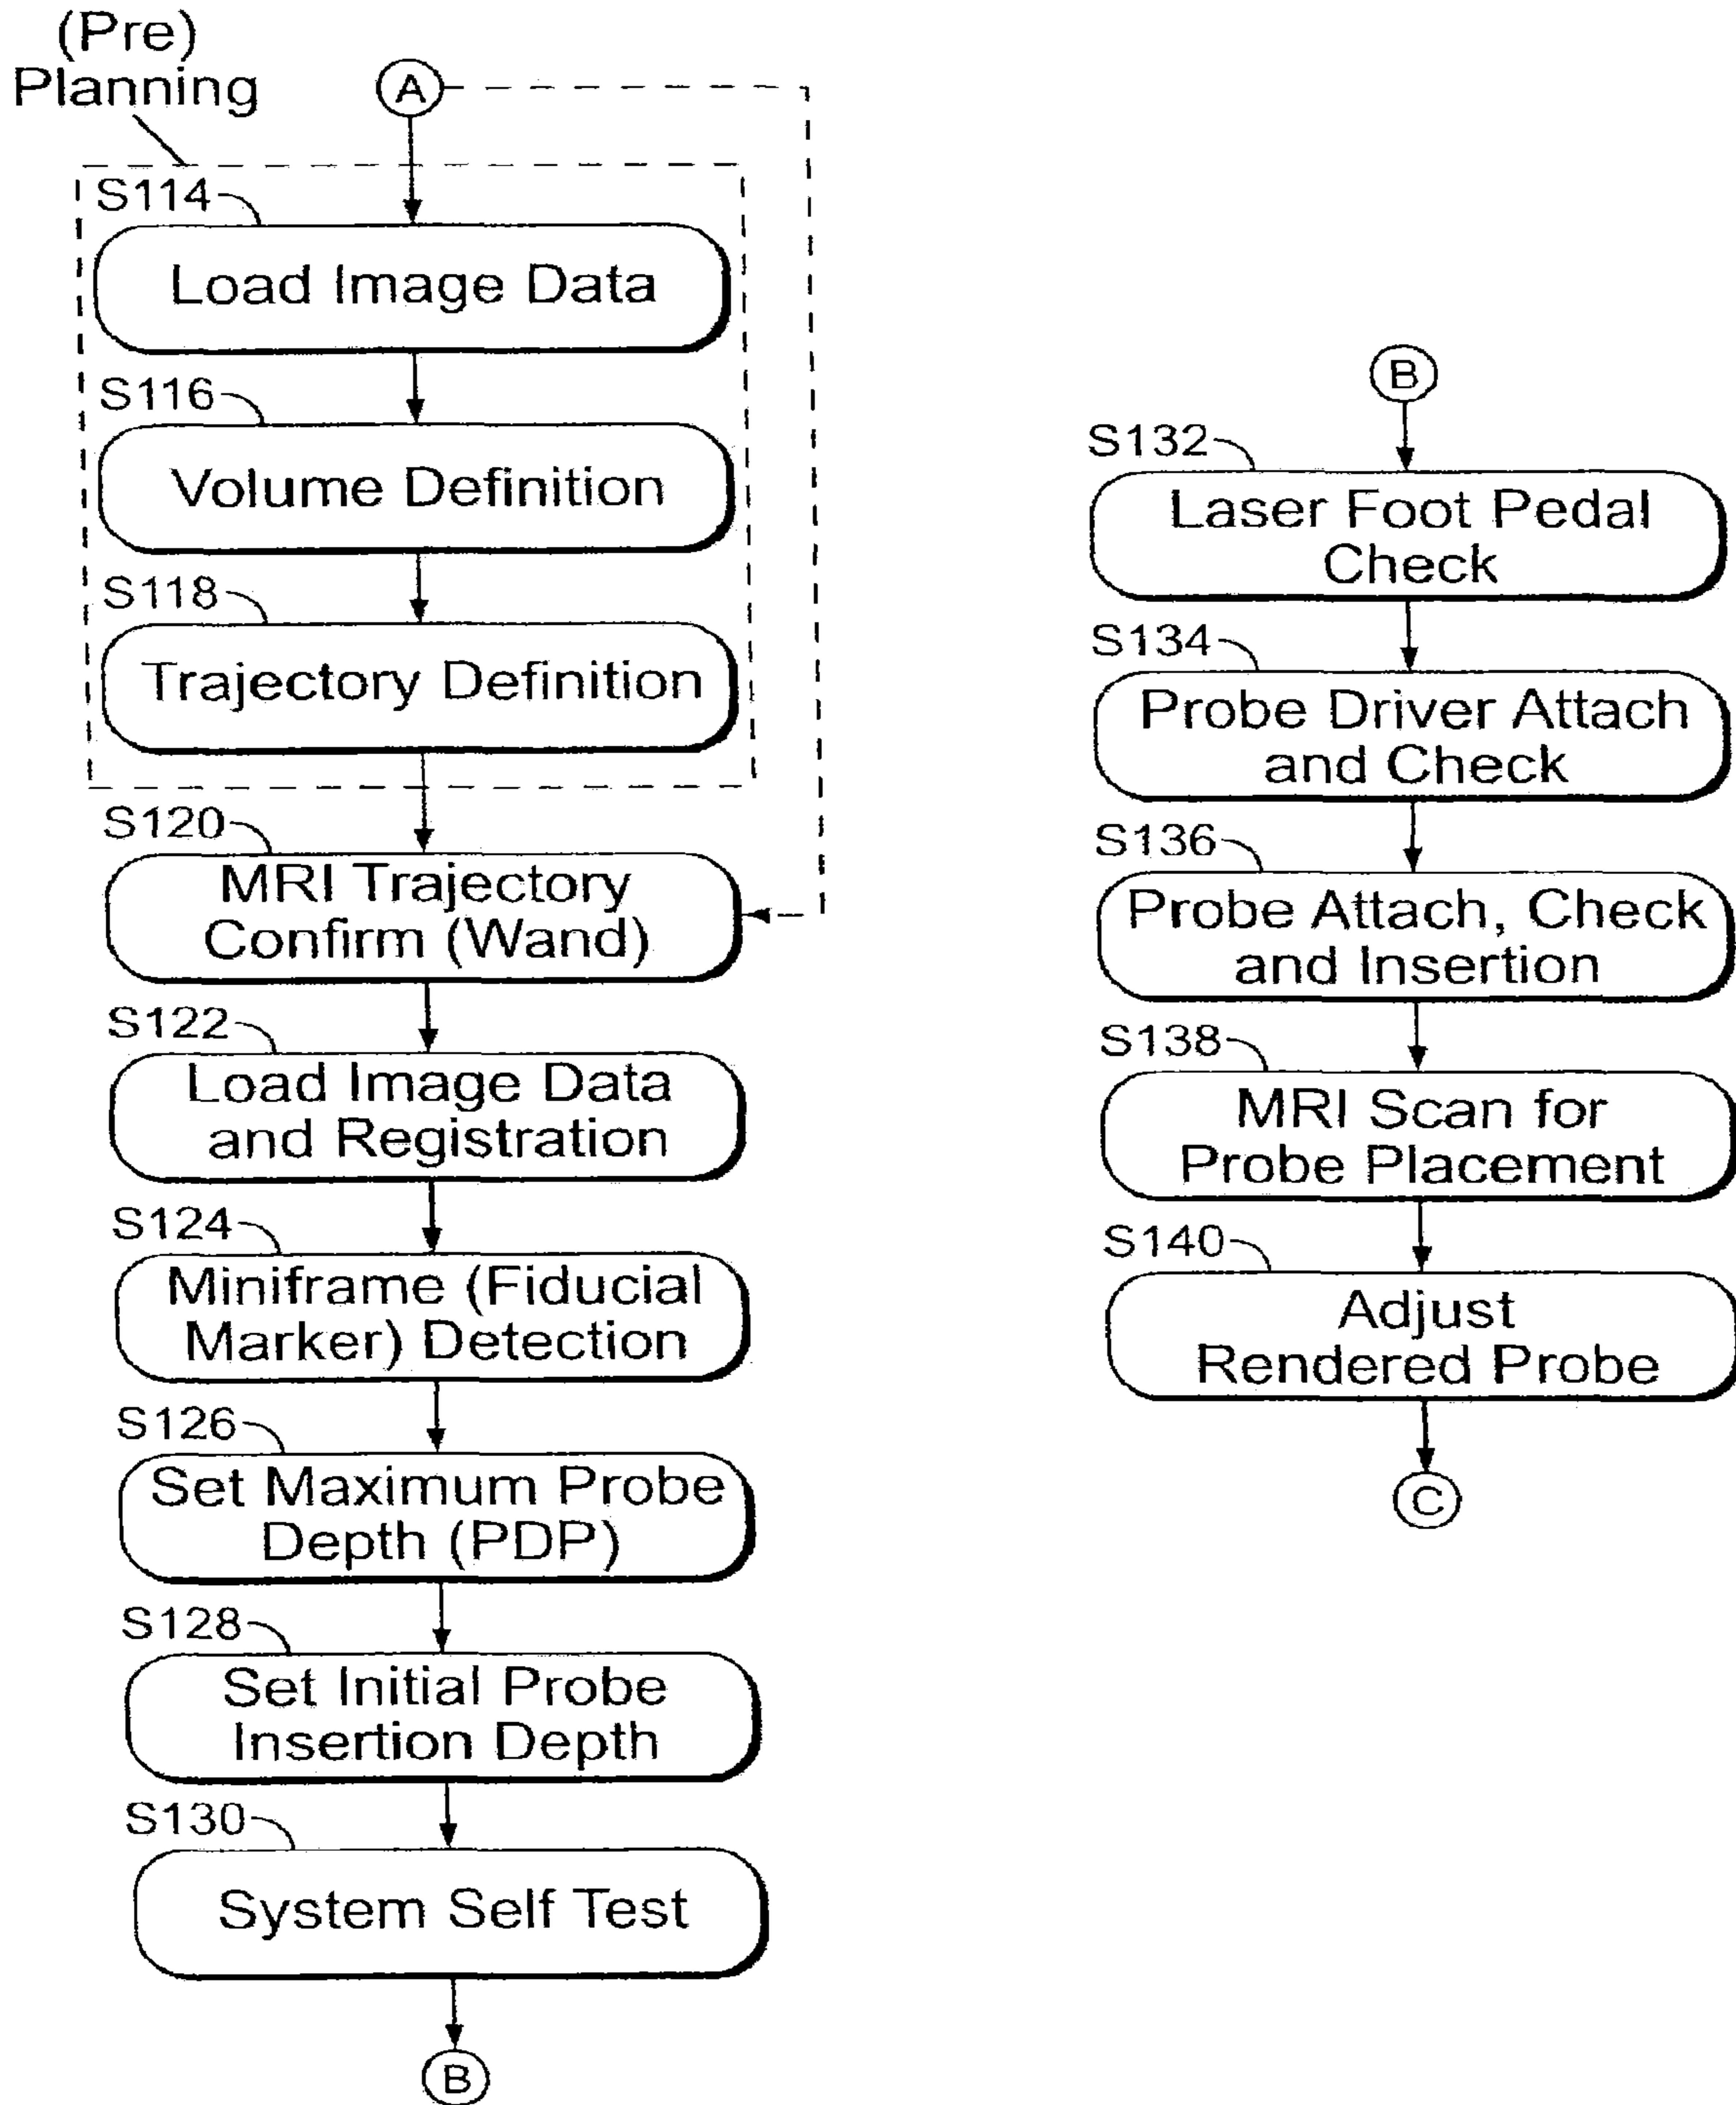 (Pre)
Planning
A
S114
Load Image Data
S116
Volume Definition
S118
Trajectory Definition
S120
MRI Trajectory
Confirm (Wand)
S122
Load Image Data
and Registration
S124
Miniframe (Fiducial
Marker) Detection
S126
Set Maximum Probe
Depth (PDP)
S128
Set Initial Probe
Insertion Depth
S130
System Self Test
B
B
S132
Laser Foot Pedal
Check
S134
Probe Driver Attach
and Check
S136
Probe Attach, Check
and Insertion
S138
MRI Scan for
Probe Placement
S140
Adjust
Rendered Probe
C